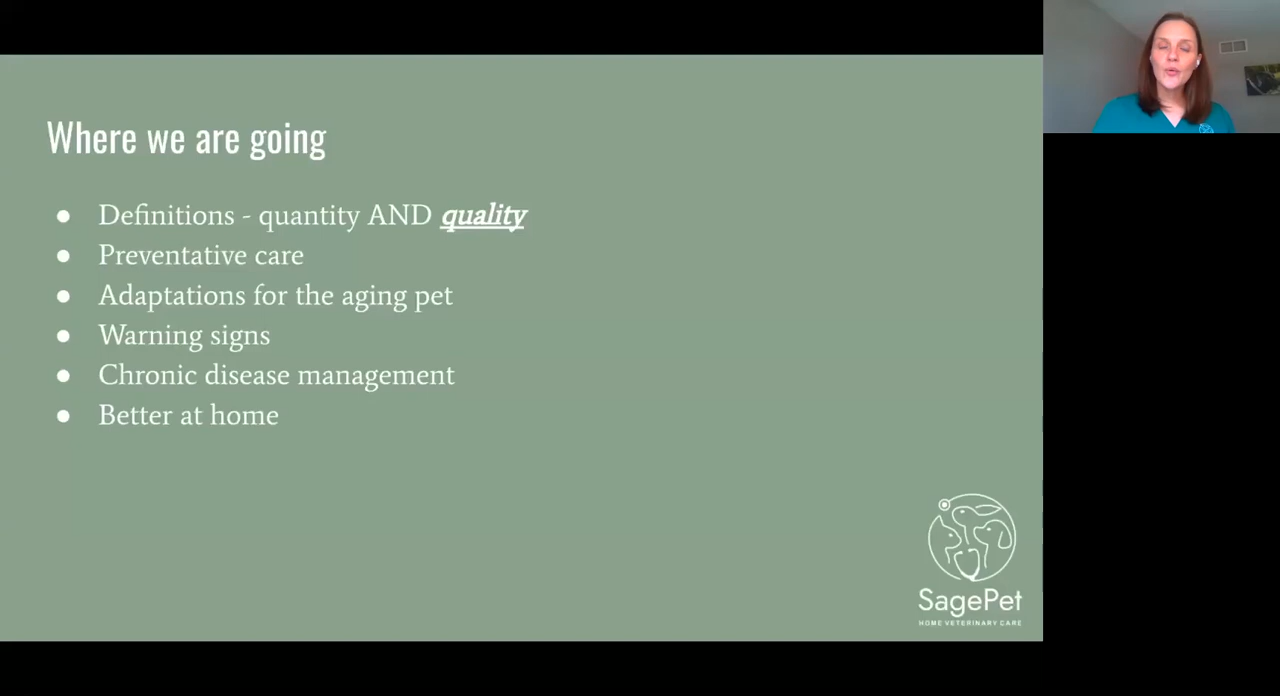 Where we are going
● Definitions - quantity AND quality
● Preventative care
● Adaptations for the aging pet
● Warning signs
● Chronic disease management
● Better at home
SagePet
HOME VETERINARY CARE